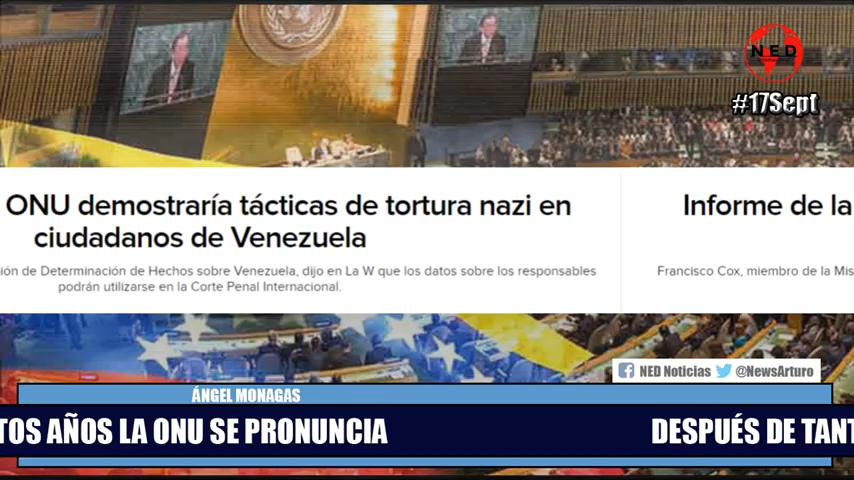 NED
#17Sept
ONU demostraría tácticas de tortura nazi en
ciudadanos de Venezuela
ión de Determinación de Hechos sobre Venezuela, dijo en La W que los datos sobre los responsables
podrán utilizarse en la Corte Penal Internacional.
Informe de la
Francisco Cox, miembro de la Mis
NED Noticias @NewsArturo
ÁNGEL MONAGAS
TOS AÑOS LA ONU SE PRONUNCIA
DESPUÉS DE TANT